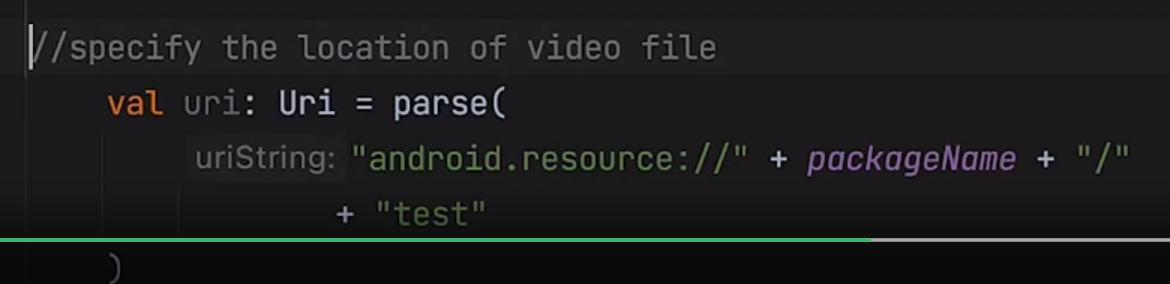 //specify the location of video file
val uri: Uri = parse(
uriString: "android.resource://" + packageName + "/"
+ "test"
)